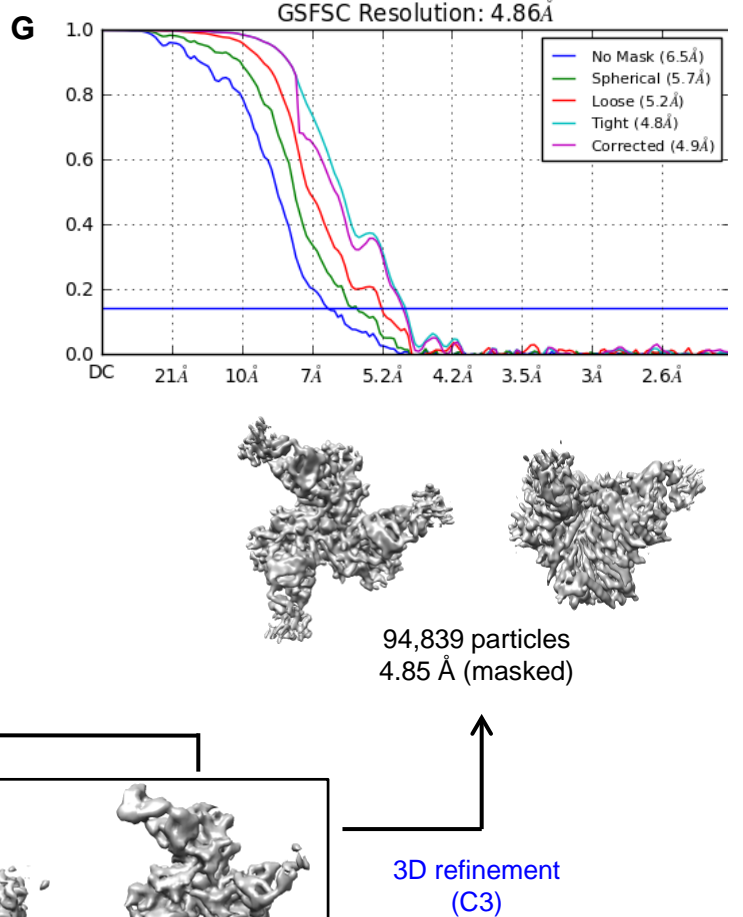 G
GSFSC Resolution: 4.86Å
1.0
0.8
0.6
0.4
0.2
0.0
No Mask (6.5Å)
Spherical (5.7Å)
Loose (5.2Å)
Tight (4.8Å)
Corrected (4.9Å)
DC 21Å 10Å 7Å 5.2Å 4.2Å 3.5Å 3Å 2.6Å
94,839 particles
4.85 Å (masked)
3D refinement
(C3)